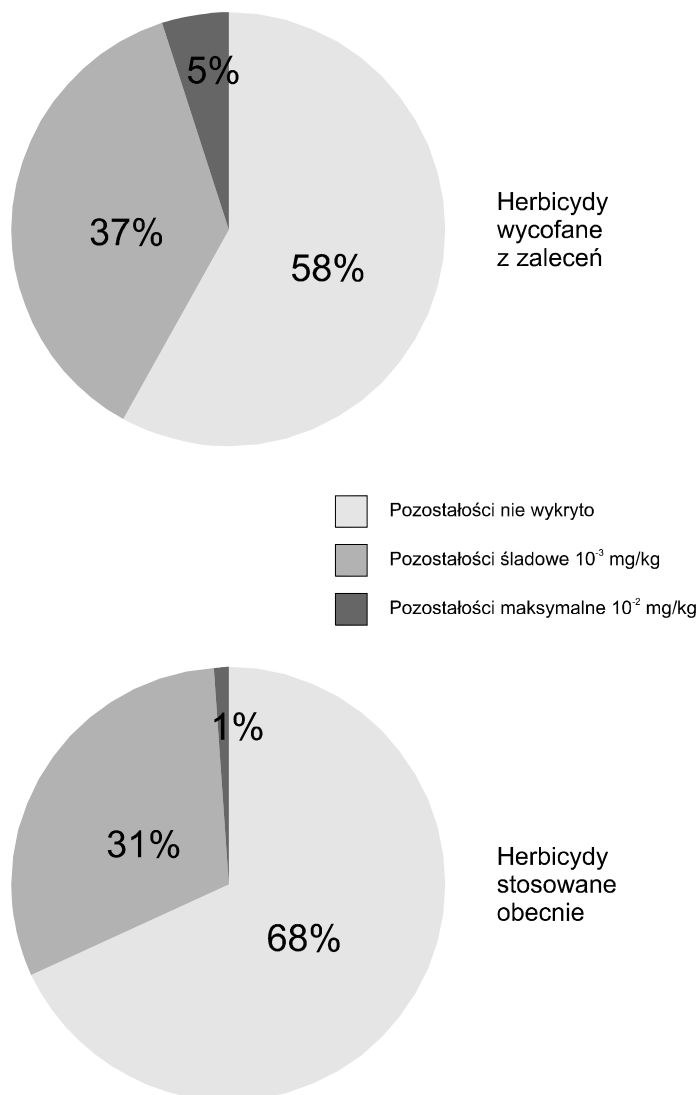 5%
37%
58%
Herbicydy
wycofane
z zaleceń
Pozostałości nie wykryto
Pozostałości śladowe 10⁻³ mg/kg
Pozostałości maksymalne 10⁻² mg/kg
1%
31%
68%
Herbicydy
stosowane
obecnie